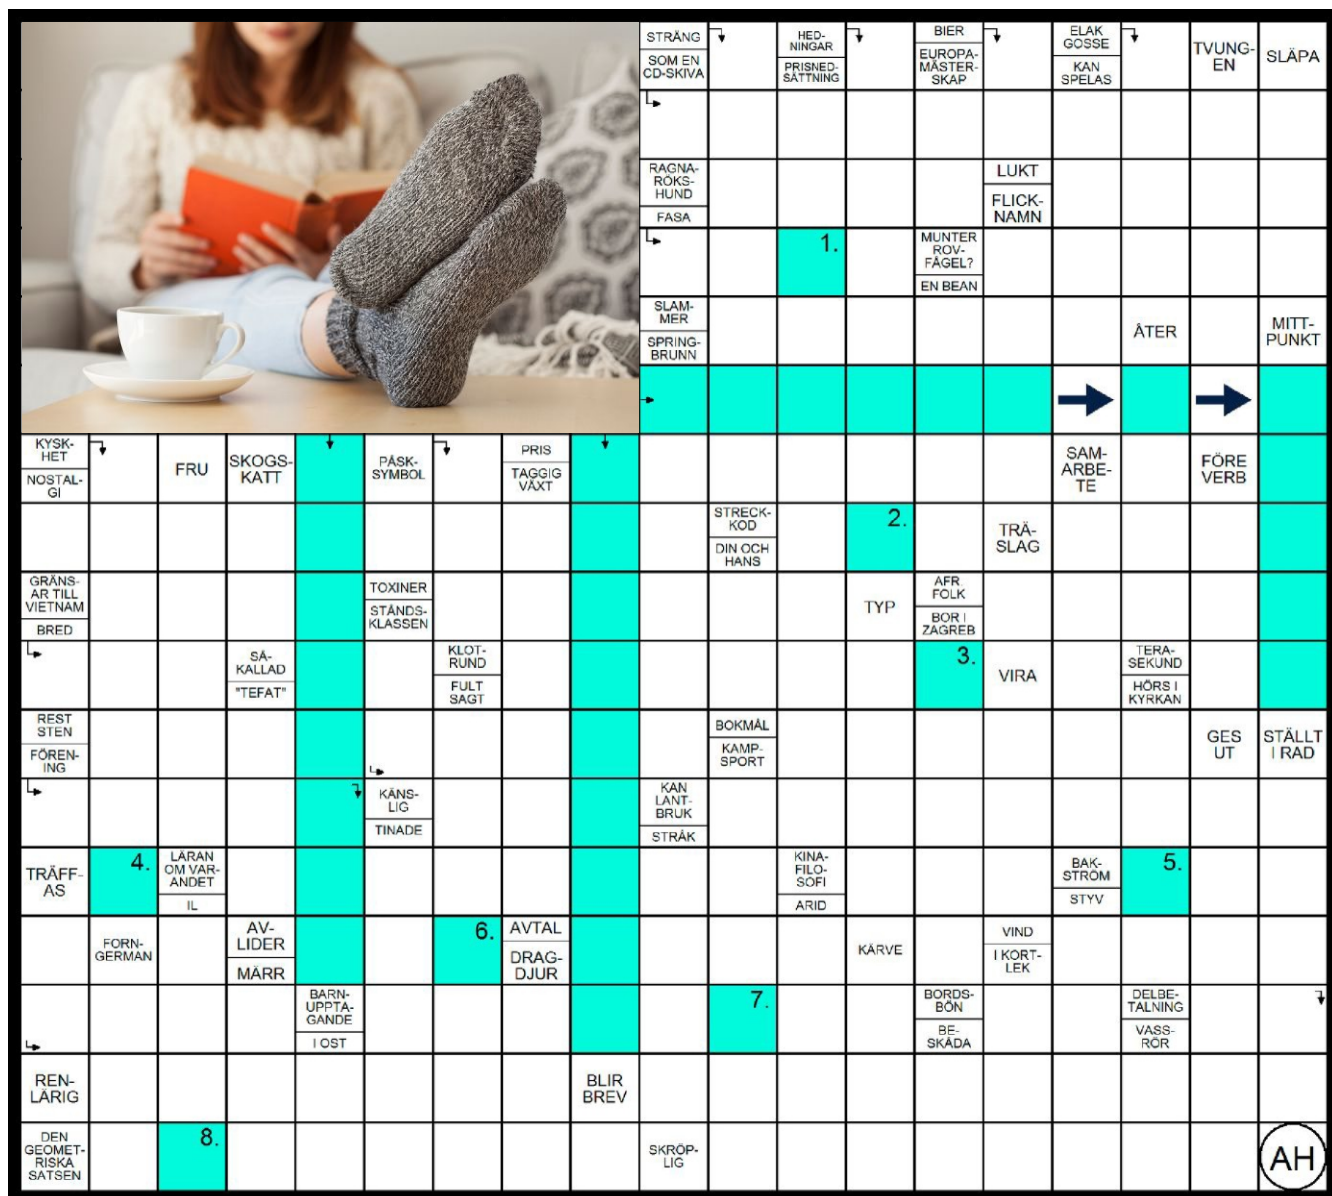 STRÄNG
SOM EN
CD-SKIVA
HED-
NINGAR
PRISNED-
SÄTTNING
BIER
EUROPA-
MÄSTER-
SKAP
ELAK
GOSSE
KAN
SPELAS
TVUNG-
EN
SLÄPA
RAGNA-
RÖKS-
HUND
FASA
LUKT
FLICK-
NAMN
1.
MUNTER
ROV-
FÅGEL?
EN BEAN
SLAM-
MER
SPRING-
BRUNN
ÅTER
MITT-
PUNKT
KYSK-
HET
NOSTAL-
GI
FRU
SKOGS-
KATT
PÅSK-
SYMBOL
PRIS
TAGGIG
VÄXT
SAM-
ARBE-
TE
FÖRE
VERB
STRECK-
KOD
DIN OCH
HANS
2.
TRÄ-
SLAG
GRÄNS-
AR TILL
VIETNAM
BRED
TOXINER
STÅNDS-
KLASSEN
TYP
AFR.
FOLK
BOR I
ZAGREB
SÅ-
KALLAD
"TEFAT"
KLOT-
RUND
FULT
SAGT
3.
VIRA
TERA-
SEKUND
HÖRS I
KYRKAN
REST
STEN
FÖREN-
ING
BOKMÅL
KAMP-
SPORT
GES
UT
STÄLLT
I RAD
KÄNS-
LIG
TINADE
KAN
LANT-
BRUK
STRÅK
TRÄFF-
AS
4.
LÄRAN
OM VAR-
ANDET
IL
KINA-
FILO-
SOFI
ARID
BAK-
STRÖM
STYV
5.
FORN-
GERMAN
AV-
LIDER
MÄRR
6.
AVTAL
DRAG-
DJUR
KÄRVE
VIND
I KORT-
LEK
BARN-
UPPTA-
GANDE
I OST
7.
BORDS-
BÖN
BE-
SKÅDA
DELBE-
TALNING
VASS-
RÖR
REN-
LÄRIG
BLIR
BREV
DEN
GEOMET-
RISKA
SATSEN
8.
SKRÖP-
LIG
AH